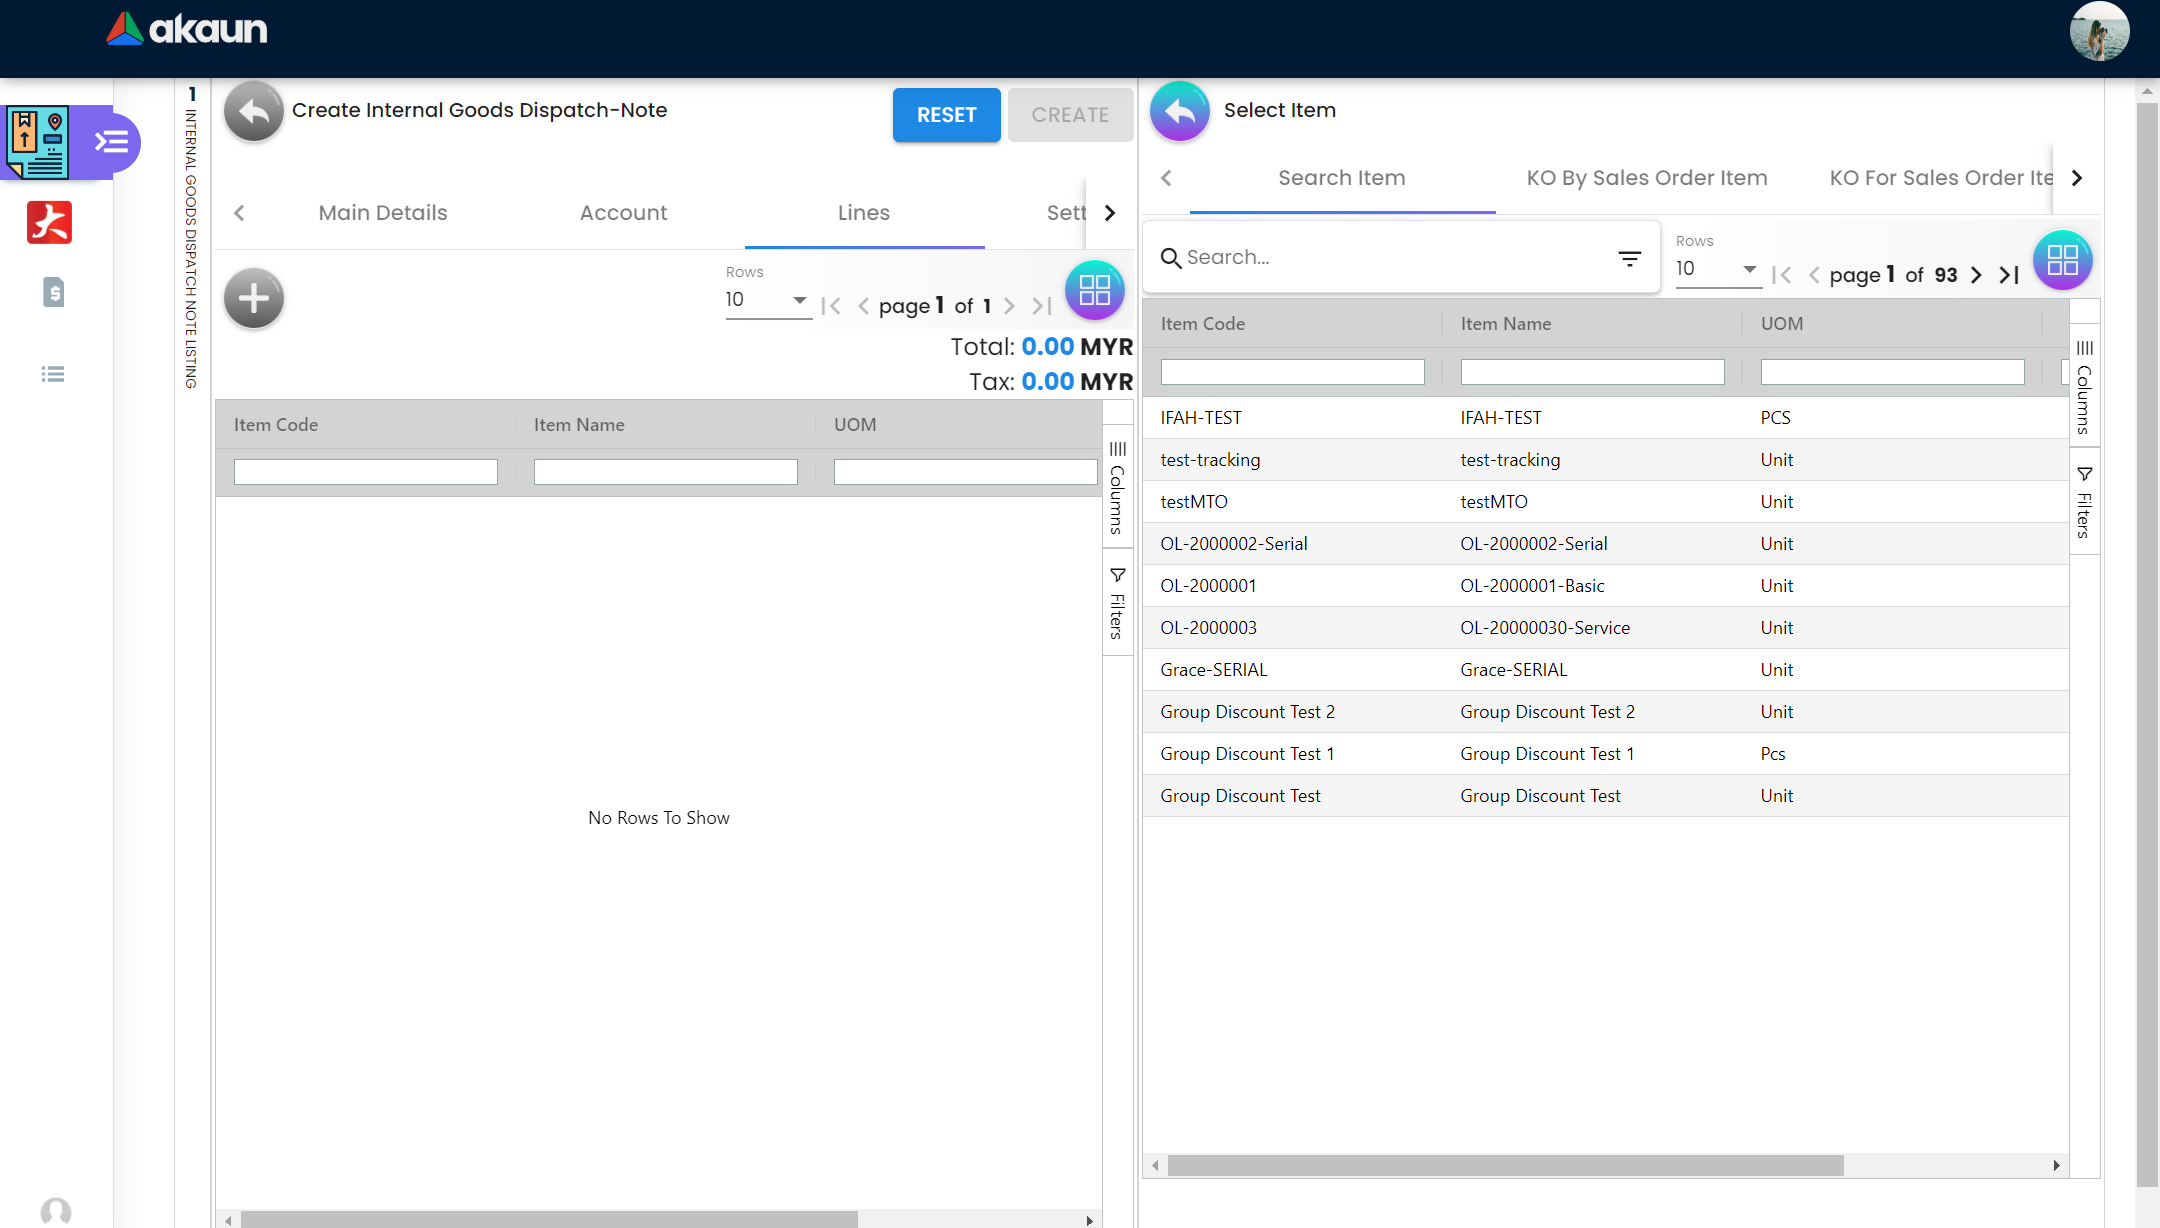 akaun
1 INTERNAL GOODS DISPATCH NOTE LISTING
Create Internal Goods Dispatch-Note
RESET
CREATE
Main Details
Account
Lines
Sett
Rows
10
page 1 of 1
Total: 0.00 MYR
Tax: 0.00 MYR
Item Code Item Name UOM
Columns
Filters
No Rows To Show
Select Item
Search Item
KO By Sales Order Item
KO For Sales Order Ite
Search...
Rows
10
page 1 of 93
Item Code Item Name UOM
IFAH-TEST IFAH-TEST PCS
test-tracking test-tracking Unit
testMTO testMTO Unit
OL-2000002-Serial OL-2000002-Serial Unit
OL-2000001 OL-2000001-Basic Unit
OL-2000003 OL-20000030-Service Unit
Grace-SERIAL Grace-SERIAL Unit
Group Discount Test 2 Group Discount Test 2 Unit
Group Discount Test 1 Group Discount Test 1 Pcs
Group Discount Test Group Discount Test Unit
Columns
Filters